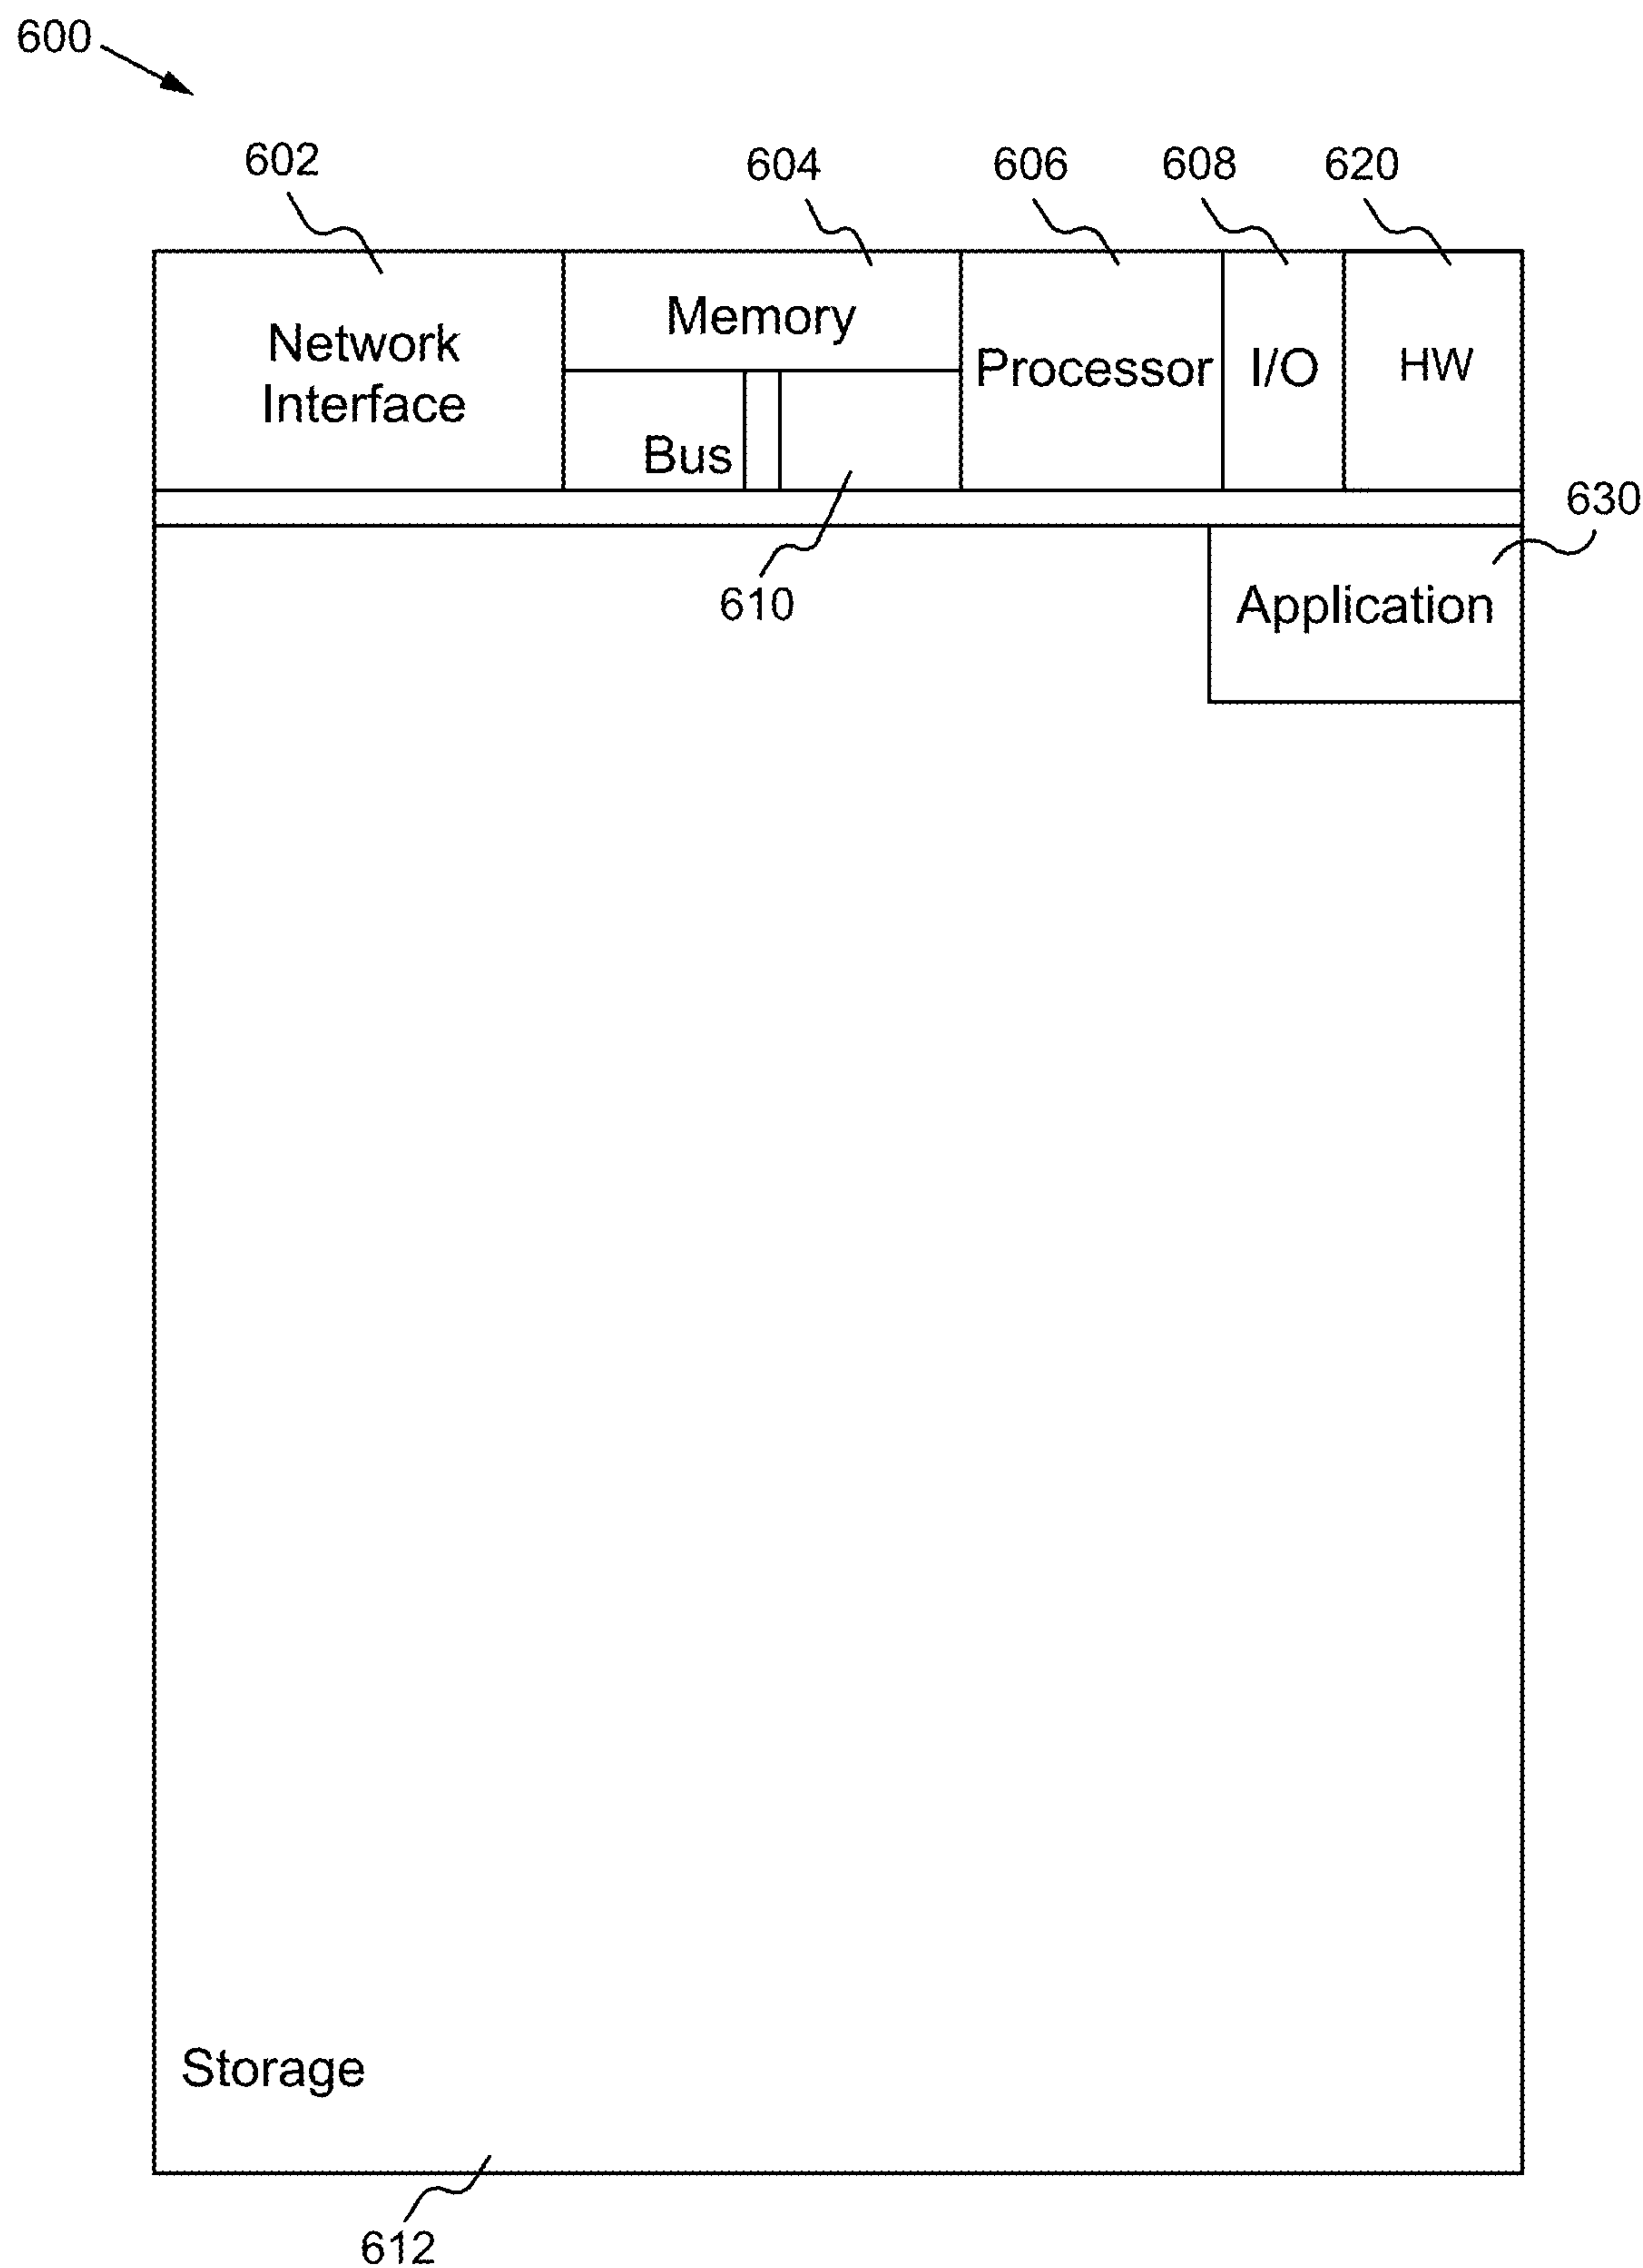 600
602
604
606
608
620
Network
Interface
Memory
Bus
Processor
I/O
HW
630
610
Application
Storage
612